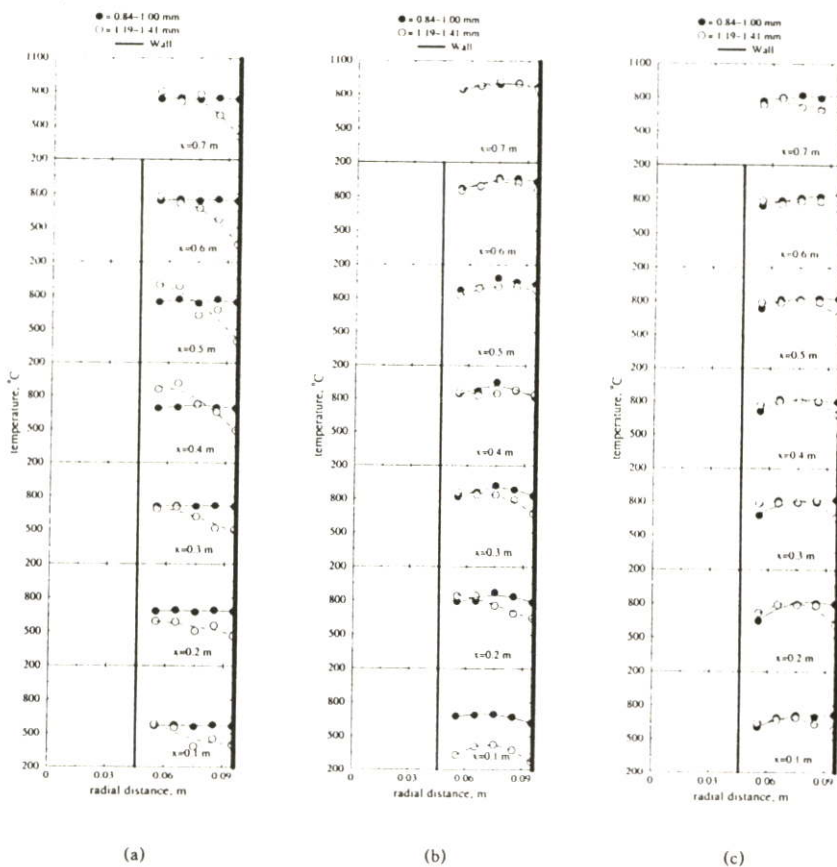 ● = 0.84–1.00 mm
○ = 1.19–1.41 mm
Wall
1100
800
500
x=0.7 m
200
800
500
x=0.6 m
200
800
500
x=0.5 m
200
800
500
x=0.4 m
200
800
500
x=0.3 m
200
800
500
x=0.2 m
200
800
500
x=0.1 m
200
0
0.03
0.06
0.09
temperature, °C
radial distance, m
(a)
● = 0.84–1.00 mm
○ = 1.19–1.41 mm
Wall
1100
800
500
x=0.7 m
200
800
500
x=0.6 m
200
800
500
x=0.5 m
200
800
500
x=0.4 m
200
800
500
x=0.3 m
200
800
500
x=0.2 m
200
800
500
x=0.1 m
200
0
0.03
0.06
0.09
temperature, °C
radial distance, m
(b)
● = 0.84–1.00 mm
○ = 1.19–1.41 mm
Wall
1100
800
500
x=0.7 m
200
800
500
x=0.6 m
200
800
500
x=0.5 m
200
800
500
x=0.4 m
200
800
500
x=0.3 m
200
800
500
x=0.2 m
200
800
500
x=0.1 m
200
0
0.01
0.06
0.09
temperature, °C
radial distance, m
(c)